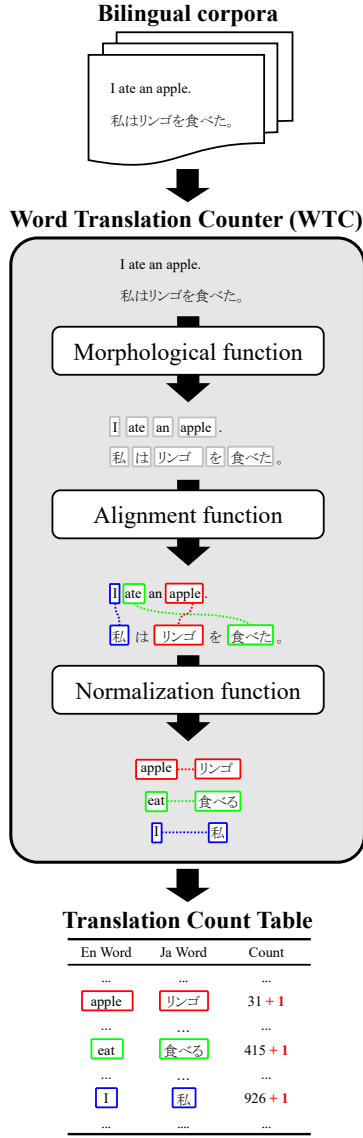 Bilingual corpora
I ate an apple.
私はリンゴを食べた。
Word Translation Counter (WTC)
I ate an apple.
私はリンゴを食べた。
Morphological function
I ate an apple .
私 は リンゴ を 食べた 。
Alignment function
I ate an apple .
私 は リンゴ を 食べた 。
Normalization function
apple リンゴ
eat 食べる
I 私
Translation Count Table
En Word Ja Word Count
... ... ...
apple リンゴ 31 + 1
... ... ...
eat 食べる 415 + 1
... ... ...
I 私 926 + 1
... .... ...